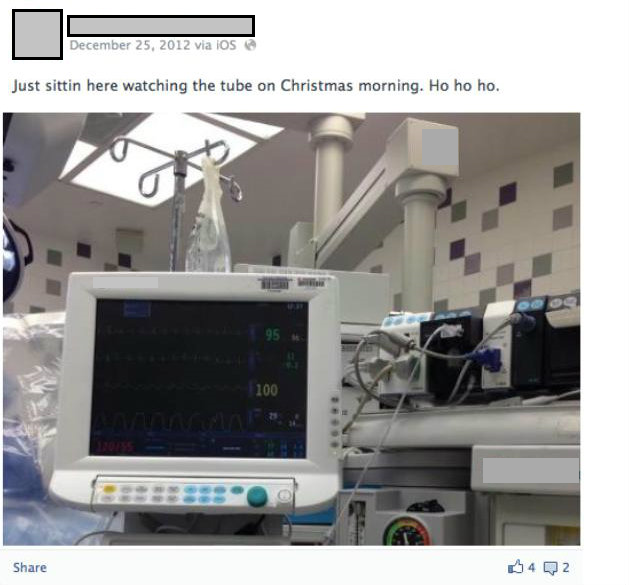 December 25, 2012 via iOS
Just sittin here watching the tube on Christmas morning. Ho ho ho.
95
100
Share
4 2